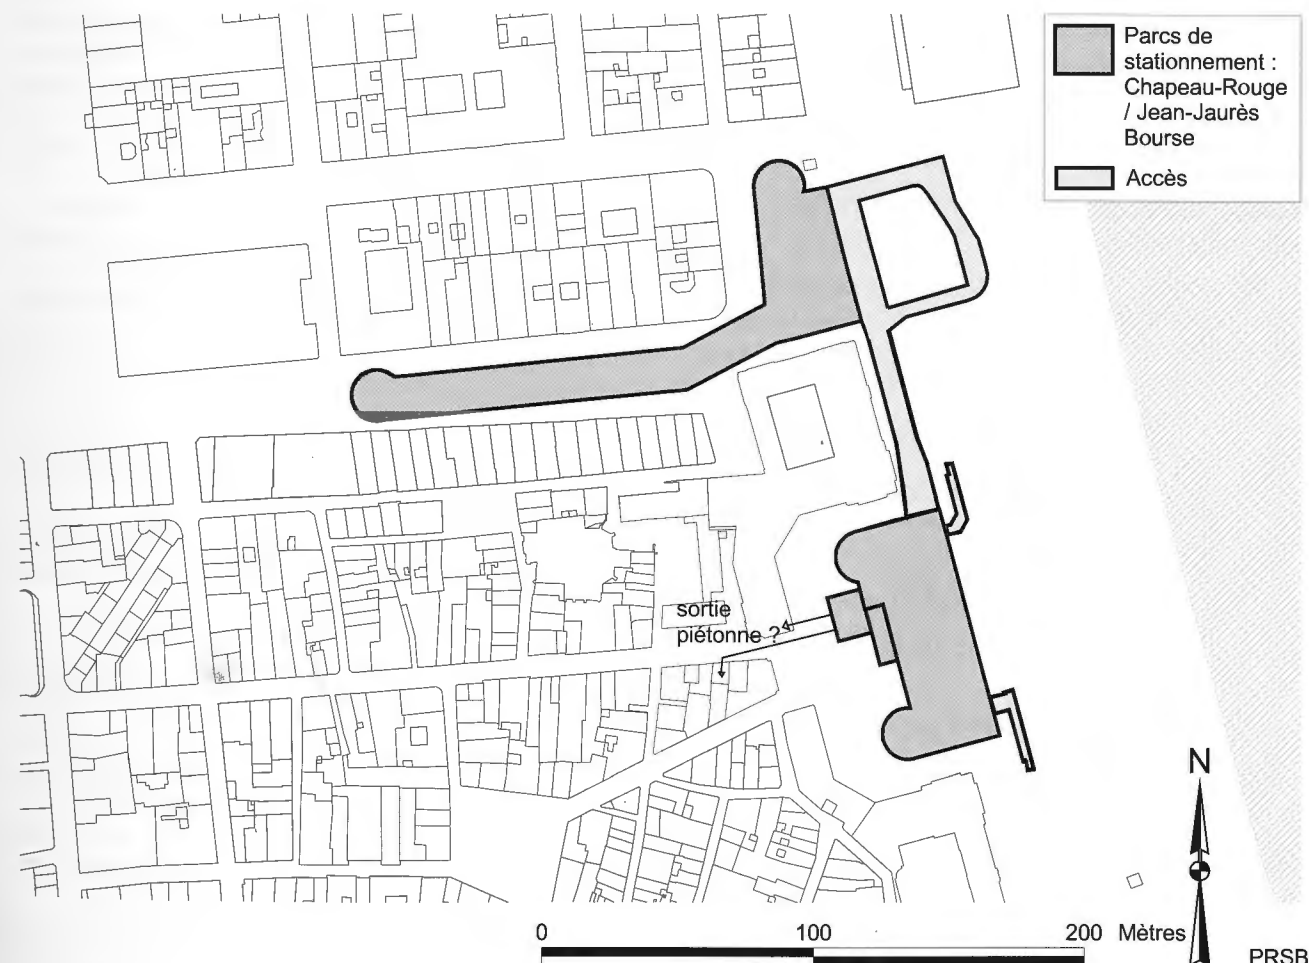 Parcs de
stationnement :
Chapeau-Rouge
/ Jean-Jaurès
Bourse
Accès
sortie
piétonne ?
N
0 100 200 Mètres
PRSB